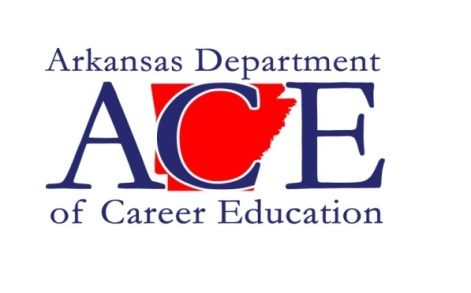 Arkansas Department
ACE
of Career Education